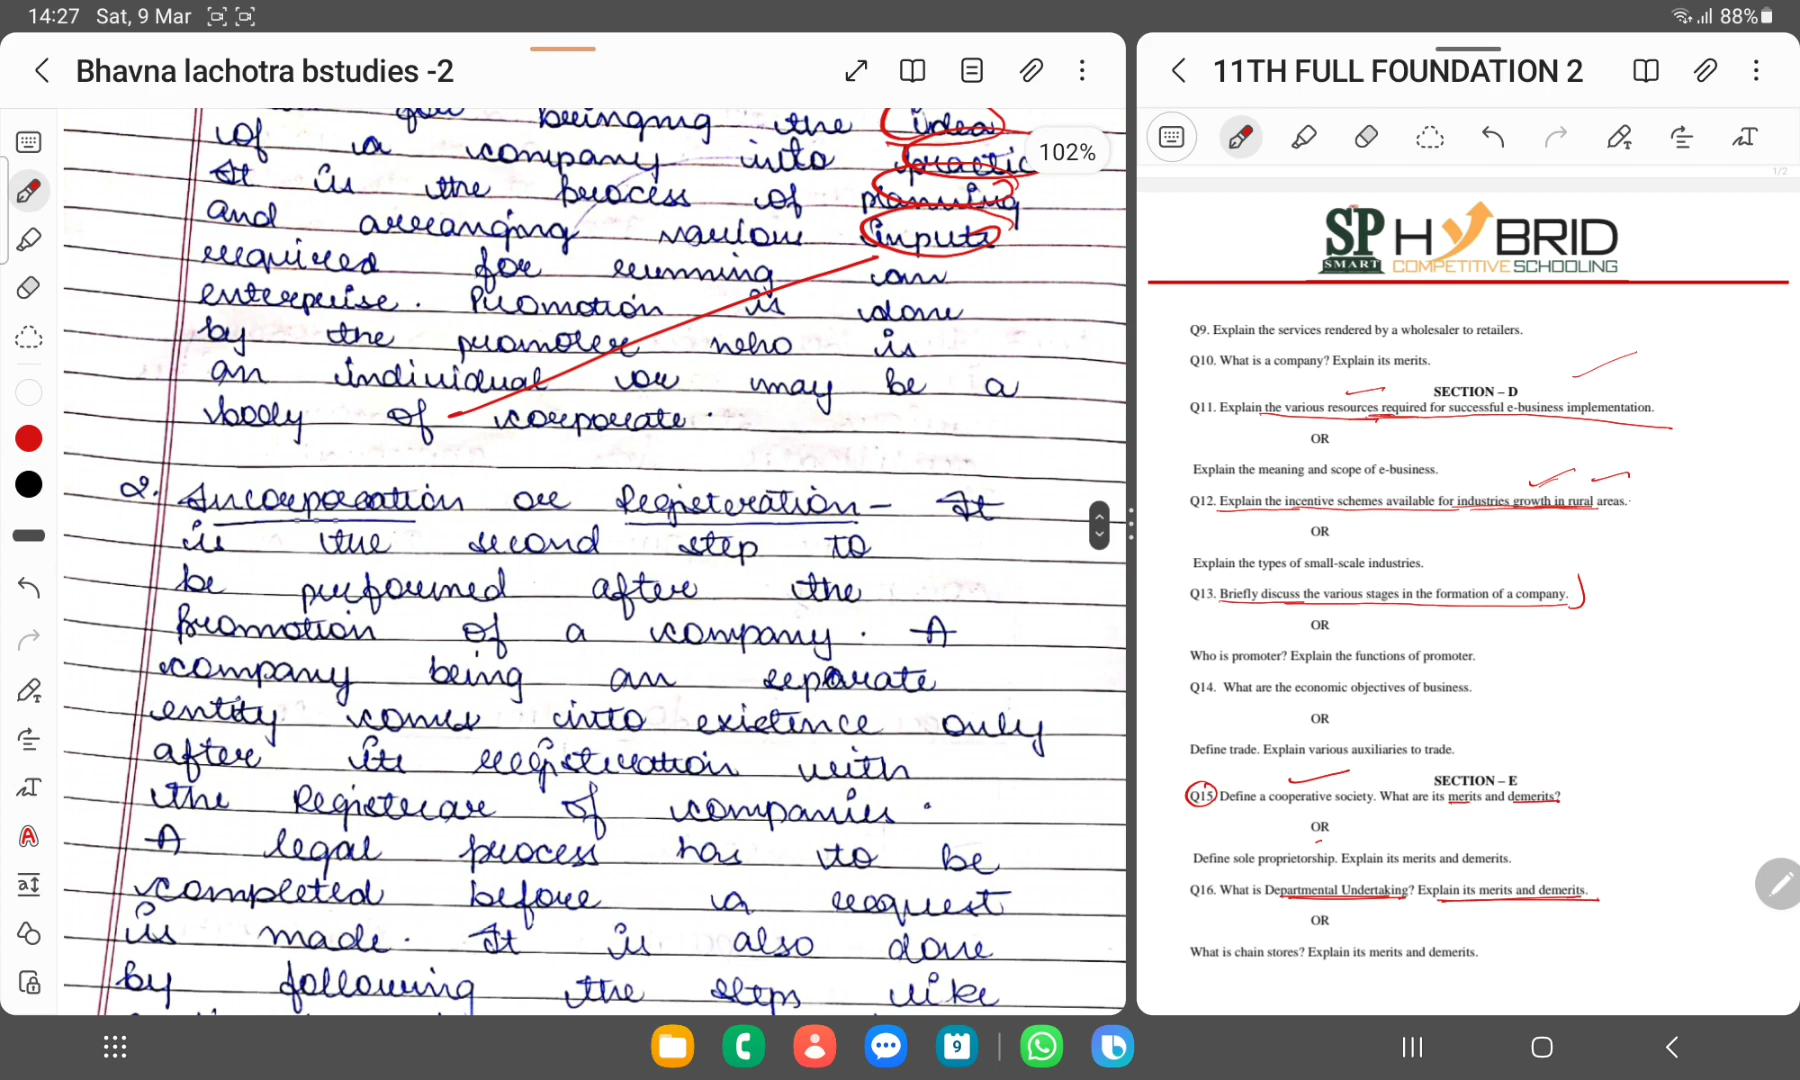 14:27 Sat, 9 Mar
88%
Bhavna lachotra bstudies -2
bringing the idea
of a company into practic
102%
It is the process of planning
and arranging various inputs
required for running an
enterprise. Promotion is done
by the promoter who is
an individual or may be a
body of corporate.
2. Incorporation or Registeration - It
is the second step to
be performed after the
promotion of a company. A
company being an separate
entity comes into existence only
after its registration with
the Registerar of companies.
A legal process has to be
completed before a request
is made. It is also done
by following the steps like
11TH FULL FOUNDATION 2
1/2
SP HYBRID
SMART COMPETITIVE SCHOOLING
Q9. Explain the services rendered by a wholesaler to retailers.
Q10. What is a company? Explain its merits.
SECTION – D
Q11. Explain the various resources required for successful e-business implementation.
OR
Explain the meaning and scope of e-business.
Q12. Explain the incentive schemes available for industries growth in rural areas.
OR
Explain the types of small-scale industries.
Q13. Briefly discuss the various stages in the formation of a company.
OR
Who is promoter? Explain the functions of promoter.
Q14. What are the economic objectives of business.
OR
Define trade. Explain various auxiliaries to trade.
SECTION – E
Q15. Define a cooperative society. What are its merits and demerits?
OR
Define sole proprietorship. Explain its merits and demerits.
Q16. What is Departmental Undertaking? Explain its merits and demerits.
OR
What is chain stores? Explain its merits and demerits.
9